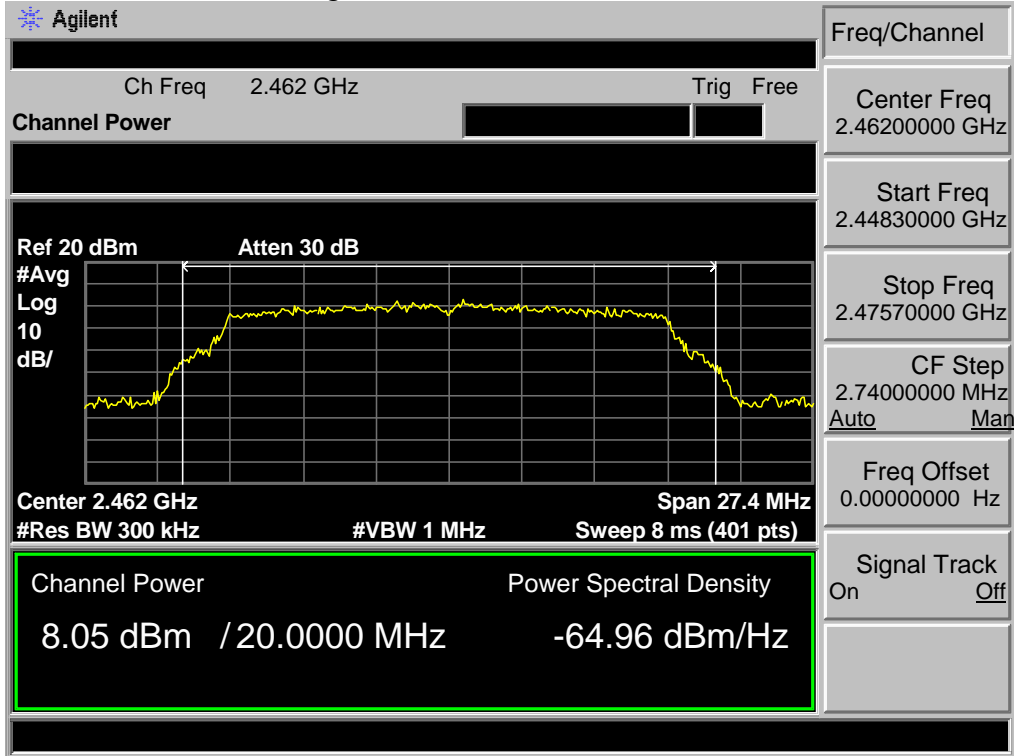 Agilent
Freq/Channel
Ch Freq 2.462 GHz Trig Free
Channel Power
Center Freq
2.46200000 GHz
Start Freq
2.44830000 GHz
Ref 20 dBm Atten 30 dB
#Avg
Log
10
dB/
Stop Freq
2.47570000 GHz
CF Step
2.74000000 MHz
Auto Man
Freq Offset
0.00000000 Hz
Center 2.462 GHz Span 27.4 MHz
#Res BW 300 kHz #VBW 1 MHz Sweep 8 ms (401 pts)
Signal Track
On Off
Channel Power Power Spectral Density
8.05 dBm / 20.0000 MHz -64.96 dBm/Hz